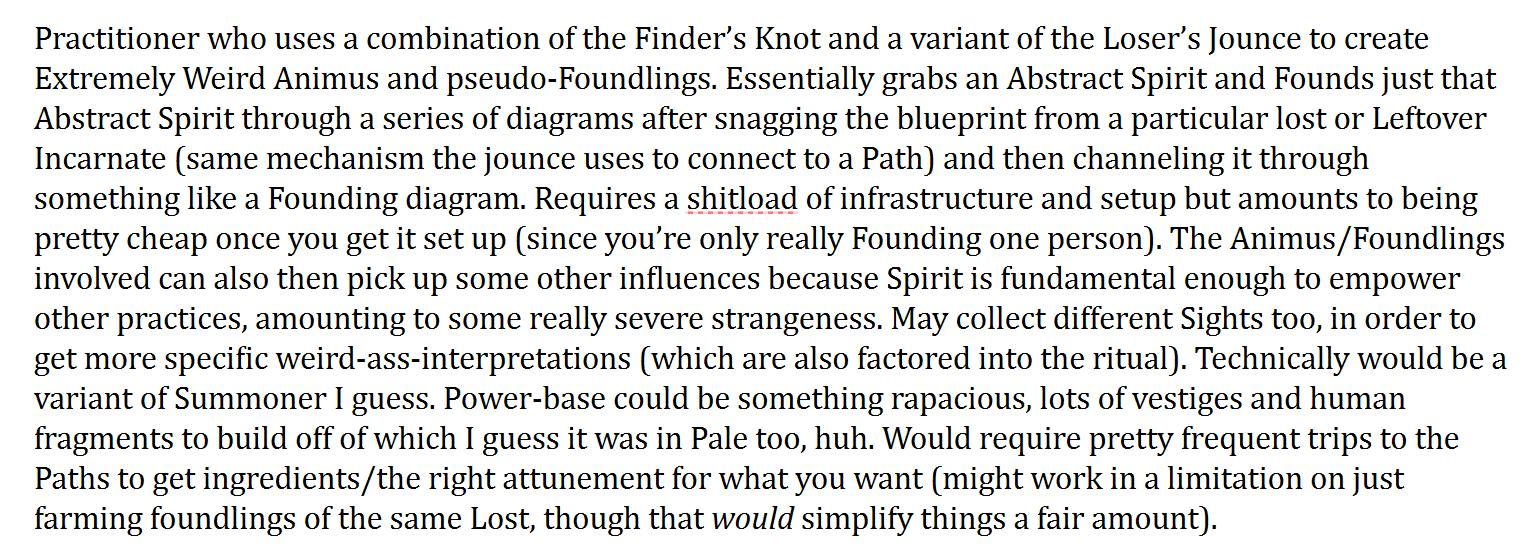 Practitioner who uses a combination of the Finder’s Knot and a variant of the Loser’s Jounce to create
Extremely Weird Animus and pseudo-Foundlings. Essentially grabs an Abstract Spirit and Founds just that
Abstract Spirit through a series of diagrams after snagging the blueprint from a particular lost or Leftover
Incarnate (same mechanism the jounce uses to connect to a Path) and then channeling it through
something like a Founding diagram. Requires a shitload of infrastructure and setup but amounts to being
pretty cheap once you get it set up (since you’re only really Founding one person). The Animus/Foundlings
involved can also then pick up some other influences because Spirit is fundamental enough to empower
other practices, amounting to some really severe strangeness. May collect different Sights too, in order to
get more specific weird-ass-interpretations (which are also factored into the ritual). Technically would be a
variant of Summoner I guess. Power-base could be something rapacious, lots of vestiges and human
fragments to build off of which I guess it was in Pale too, huh. Would require pretty frequent trips to the
Paths to get ingredients/the right attunement for what you want (might work in a limitation on just
farming foundlings of the same Lost, though that would simplify things a fair amount).